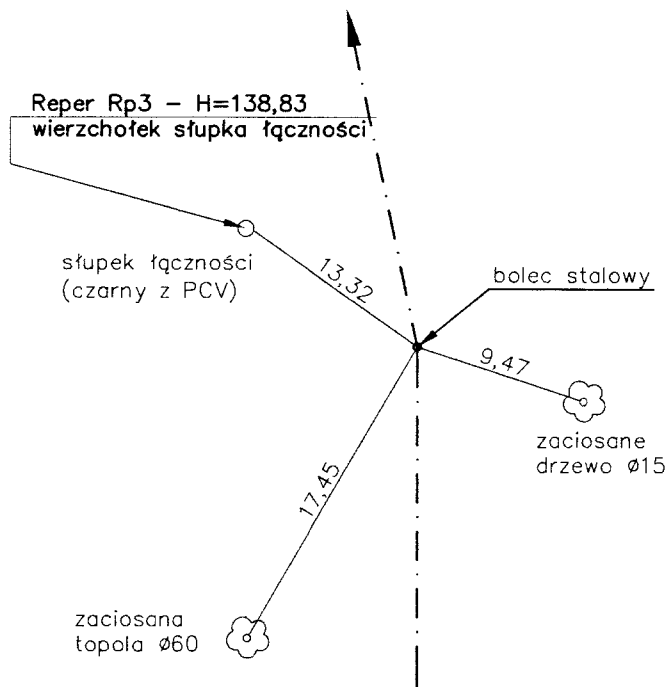 Reper Rp3 – H=138,83
wierzchołek słupka łączności
słupek łączności
(czarny z PCV)
13,32
bolec stalowy
9,47
zaciosane
drzewo ø15
17,45
zaciosana
topola ø60